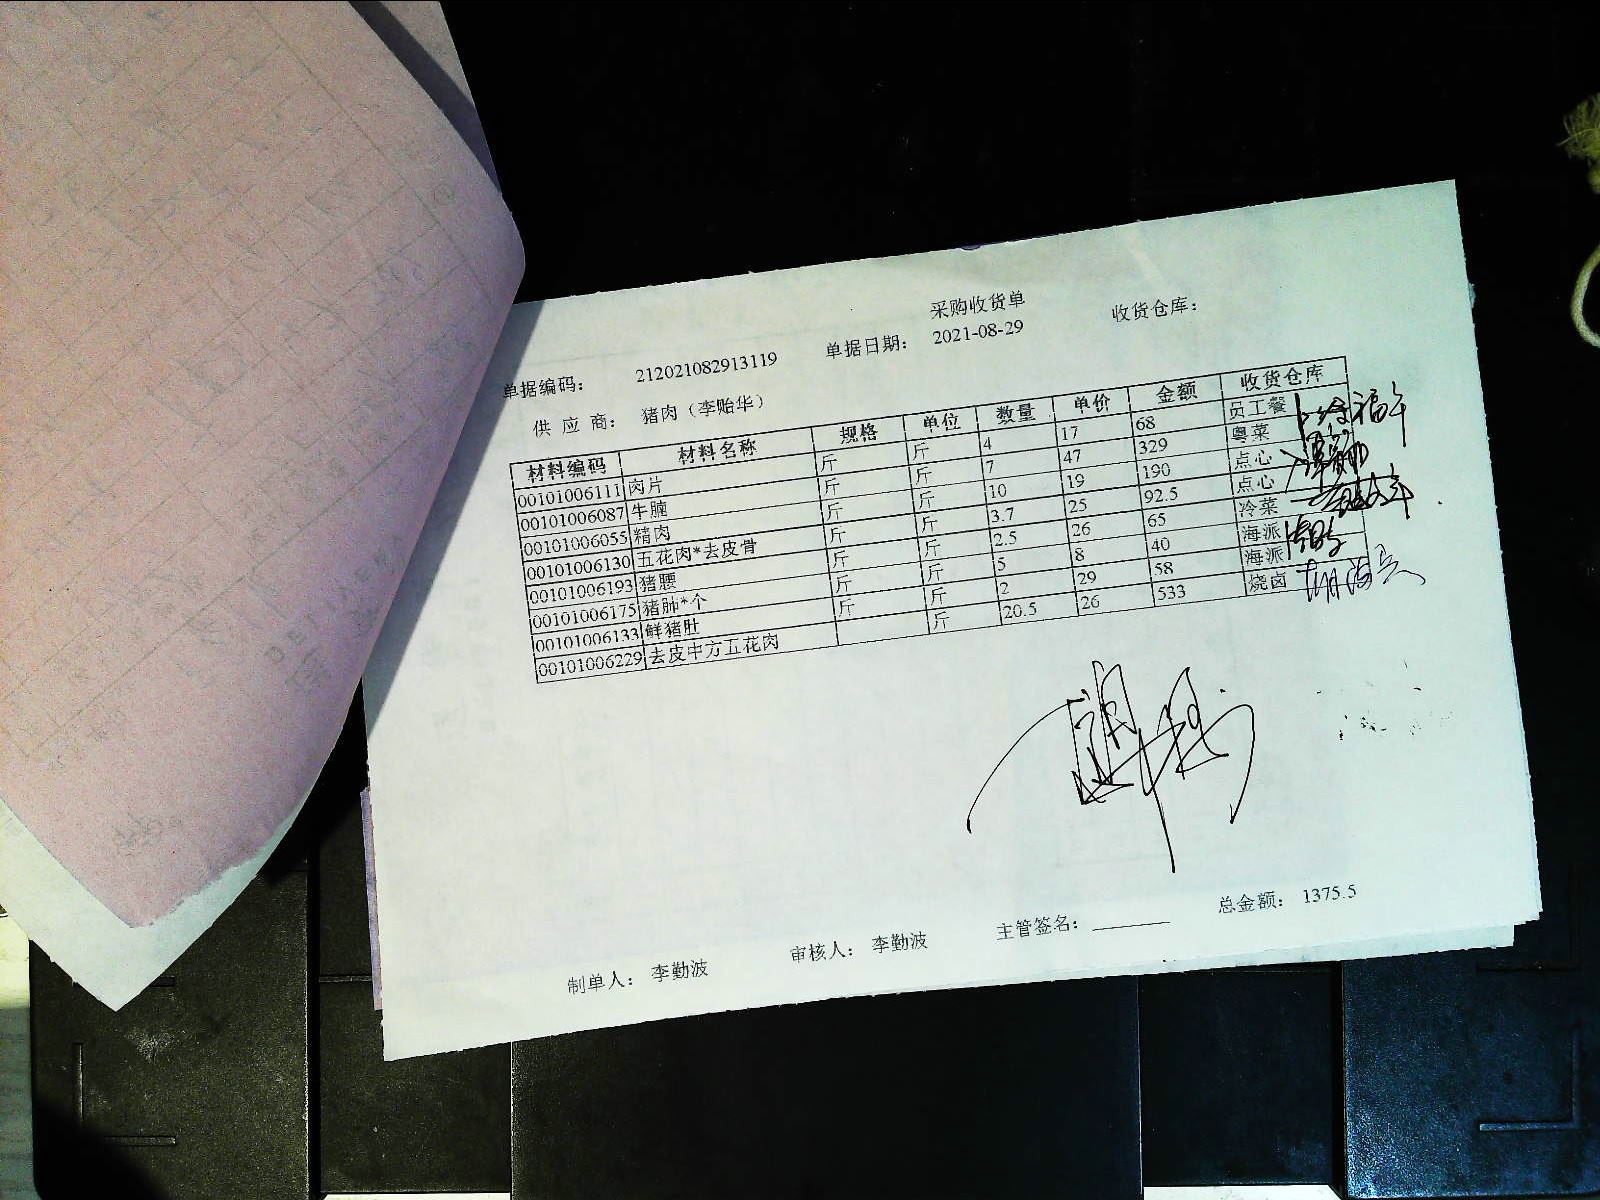 采购收货单
单据编码： 212021082913119 单据日期： 2021-08-29 收货仓库：
供 应 商： 猪肉（李贻华）
材料编码 材料名称 规格 单位 数量 单价 金额 收货仓库
00101006111 肉片 斤 斤 4 17 68 员工餐
00101006087 牛腩 斤 斤 7 47 329 粤菜
00101006055 精肉 斤 斤 10 19 190 点心
00101006130 五花肉*去皮骨 斤 斤 3.7 25 92.5 点心
00101006193 猪腰 斤 斤 2.5 26 65 冷菜
00101006175 猪肺*个 斤 斤 5 8 40 海派
00101006133 鲜猪肚 斤 斤 2 29 58 海派
00101006229 去皮中方五花肉 斤 20.5 26 533 烧卤
制单人： 李勤波 审核人： 李勤波 主管签名： 总金额： 1375.5